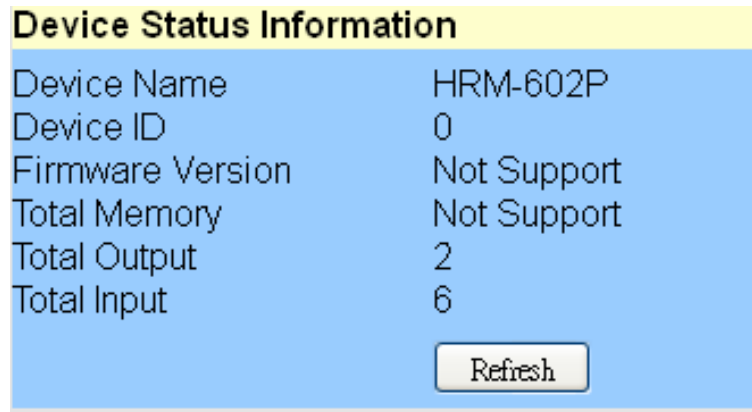 Device Status Information
Device Name HRM-602P
Device ID 0
Firmware Version Not Support
Total Memory Not Support
Total Output 2
Total Input 6
Refresh